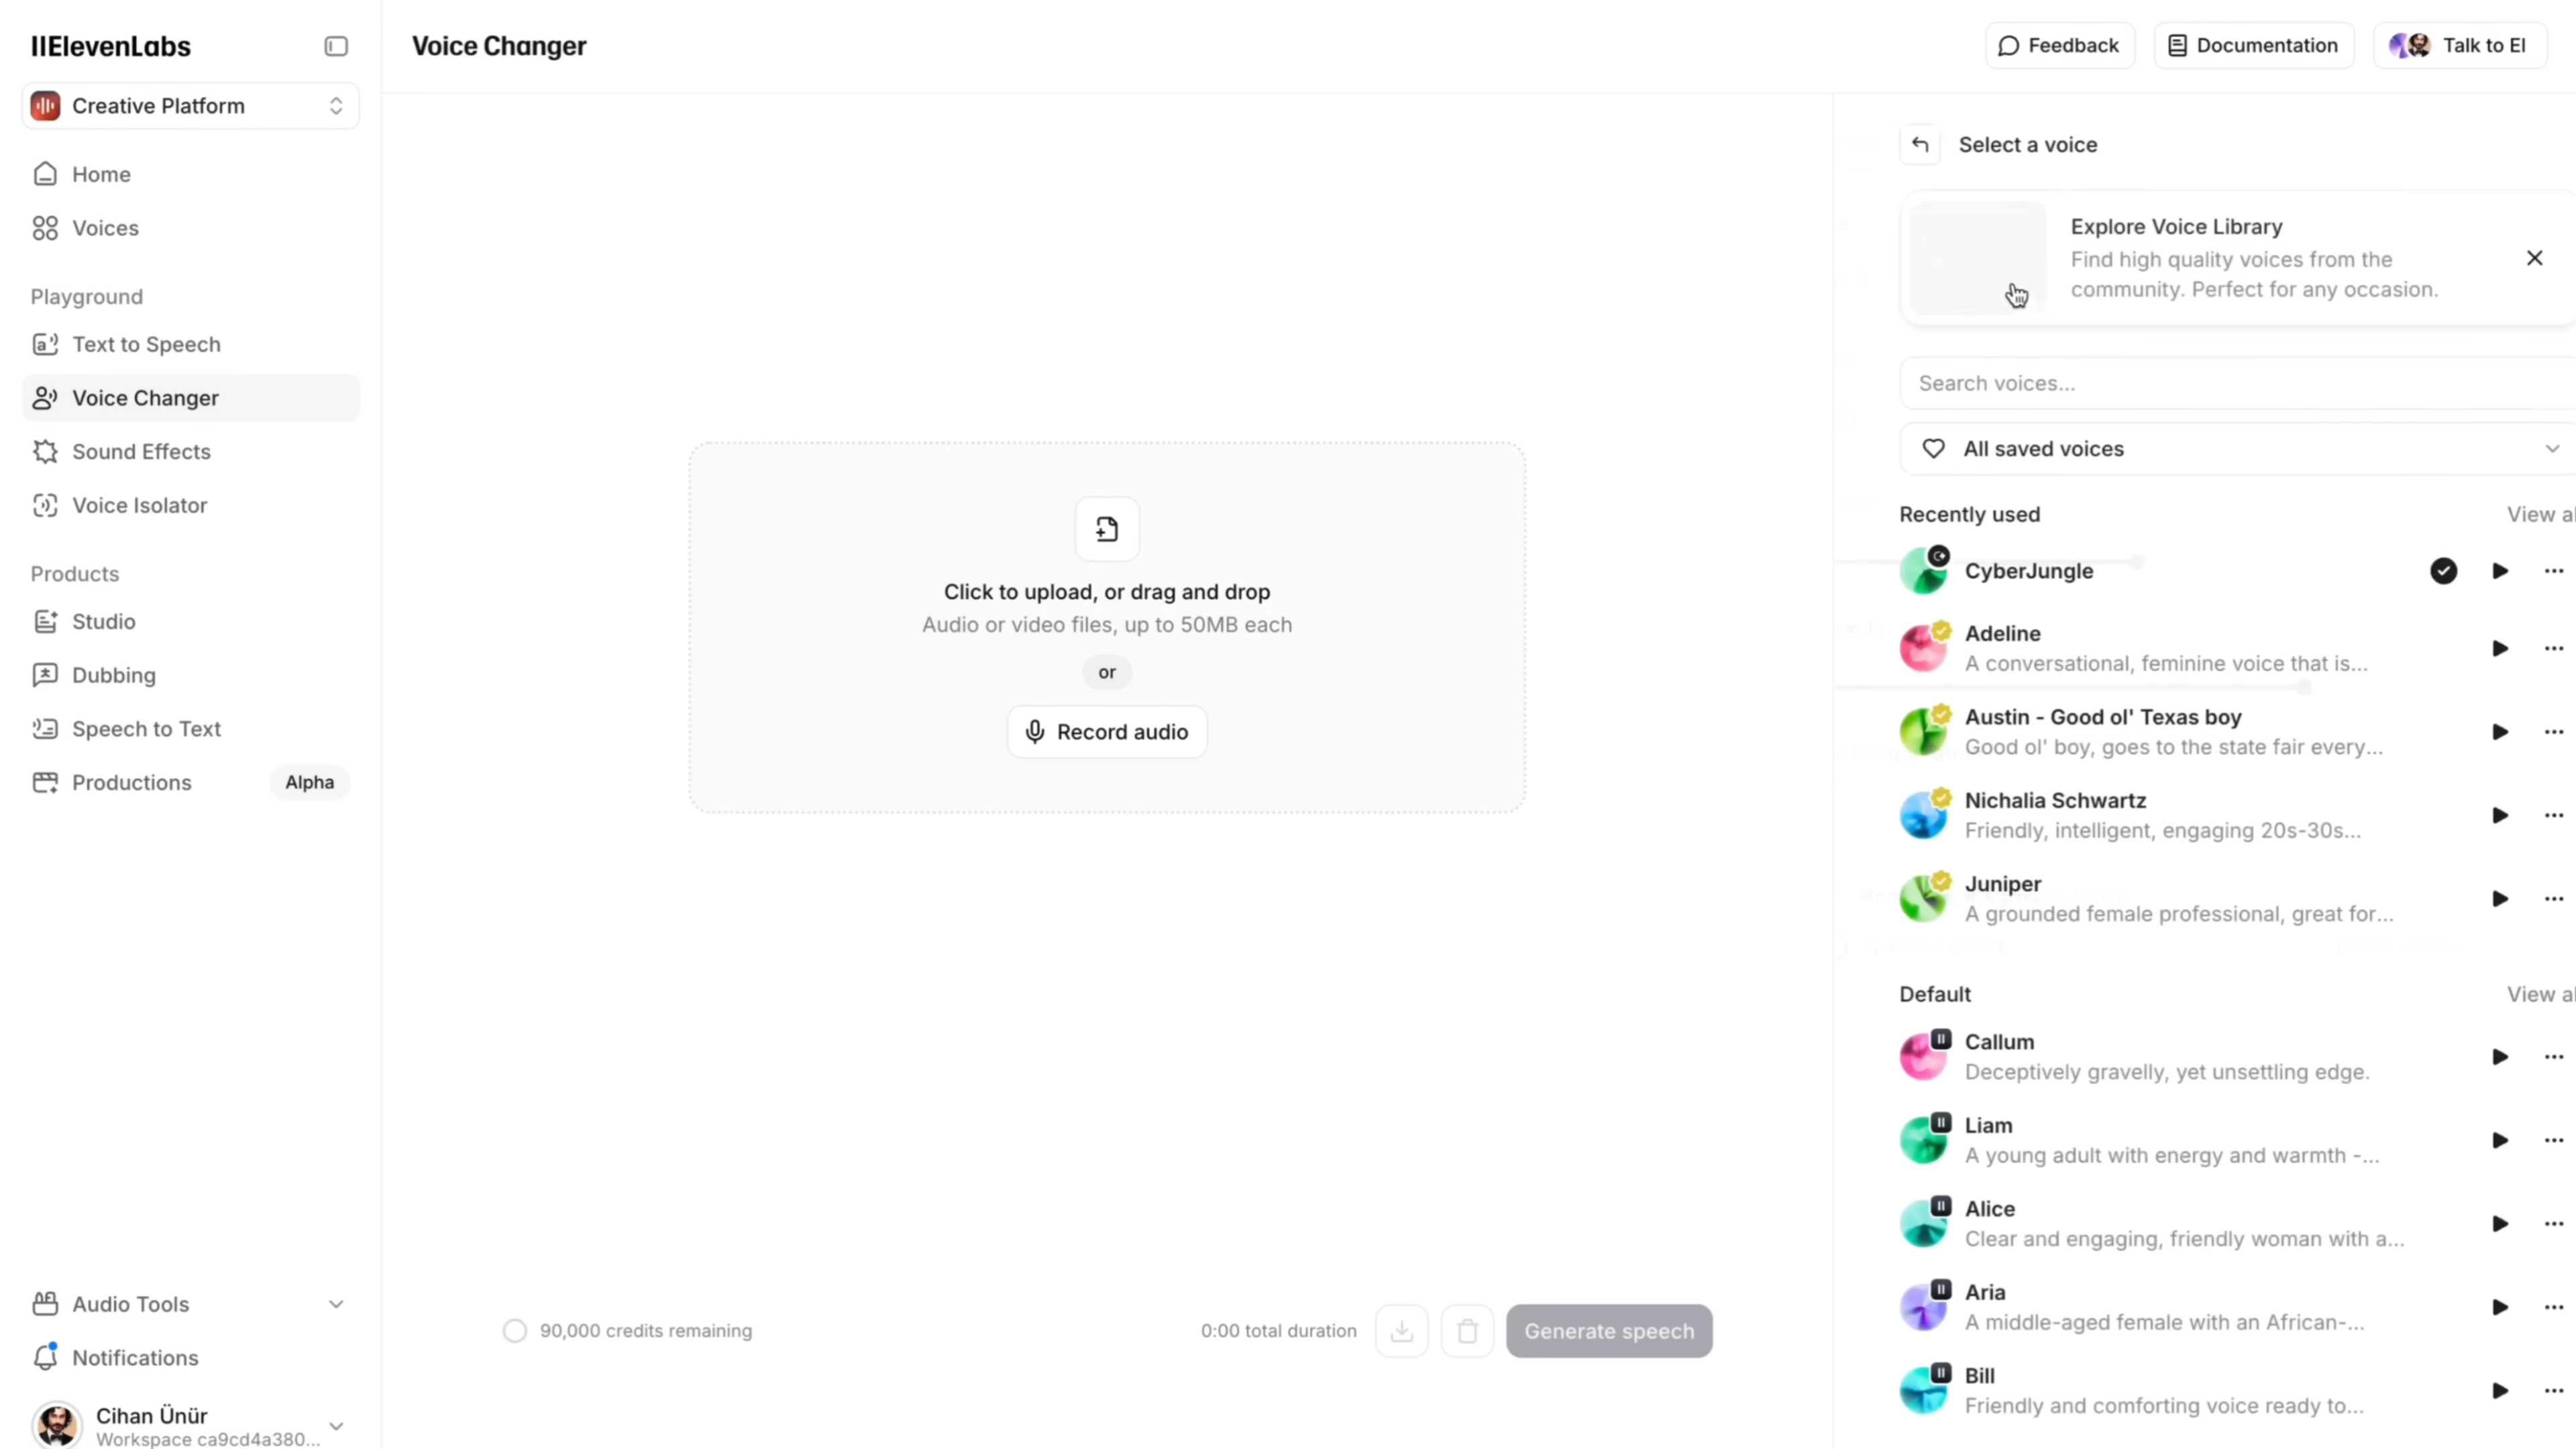 IIElevenLabs
Creative Platform
Home
Voices
Playground
Text to Speech
Voice Changer
Sound Effects
Voice Isolator
Products
Studio
Dubbing
Speech to Text
Productions
Alpha
Audio Tools
Notifications
Cihan Ünür
Workspace ca9cd4a380...
Voice Changer
Feedback
Documentation
Talk to El
Click to upload, or drag and drop
Audio or video files, up to 50MB each
or
Record audio
90,000 credits remaining
0:00 total duration
Generate speech
Select a voice
Explore Voice Library
Find high quality voices from the
community. Perfect for any occasion.
Search voices...
All saved voices
Recently used
View al
CyberJungle
Adeline
A conversational, feminine voice that is...
Austin - Good ol' Texas boy
Good ol' boy, goes to the state fair every...
Nichalia Schwartz
Friendly, intelligent, engaging 20s-30s...
Juniper
A grounded female professional, great for...
Default
View al
Callum
Deceptively gravelly, yet unsettling edge.
Liam
A young adult with energy and warmth -...
Alice
Clear and engaging, friendly woman with a...
Aria
A middle-aged female with an African-...
Bill
Friendly and comforting voice ready to...